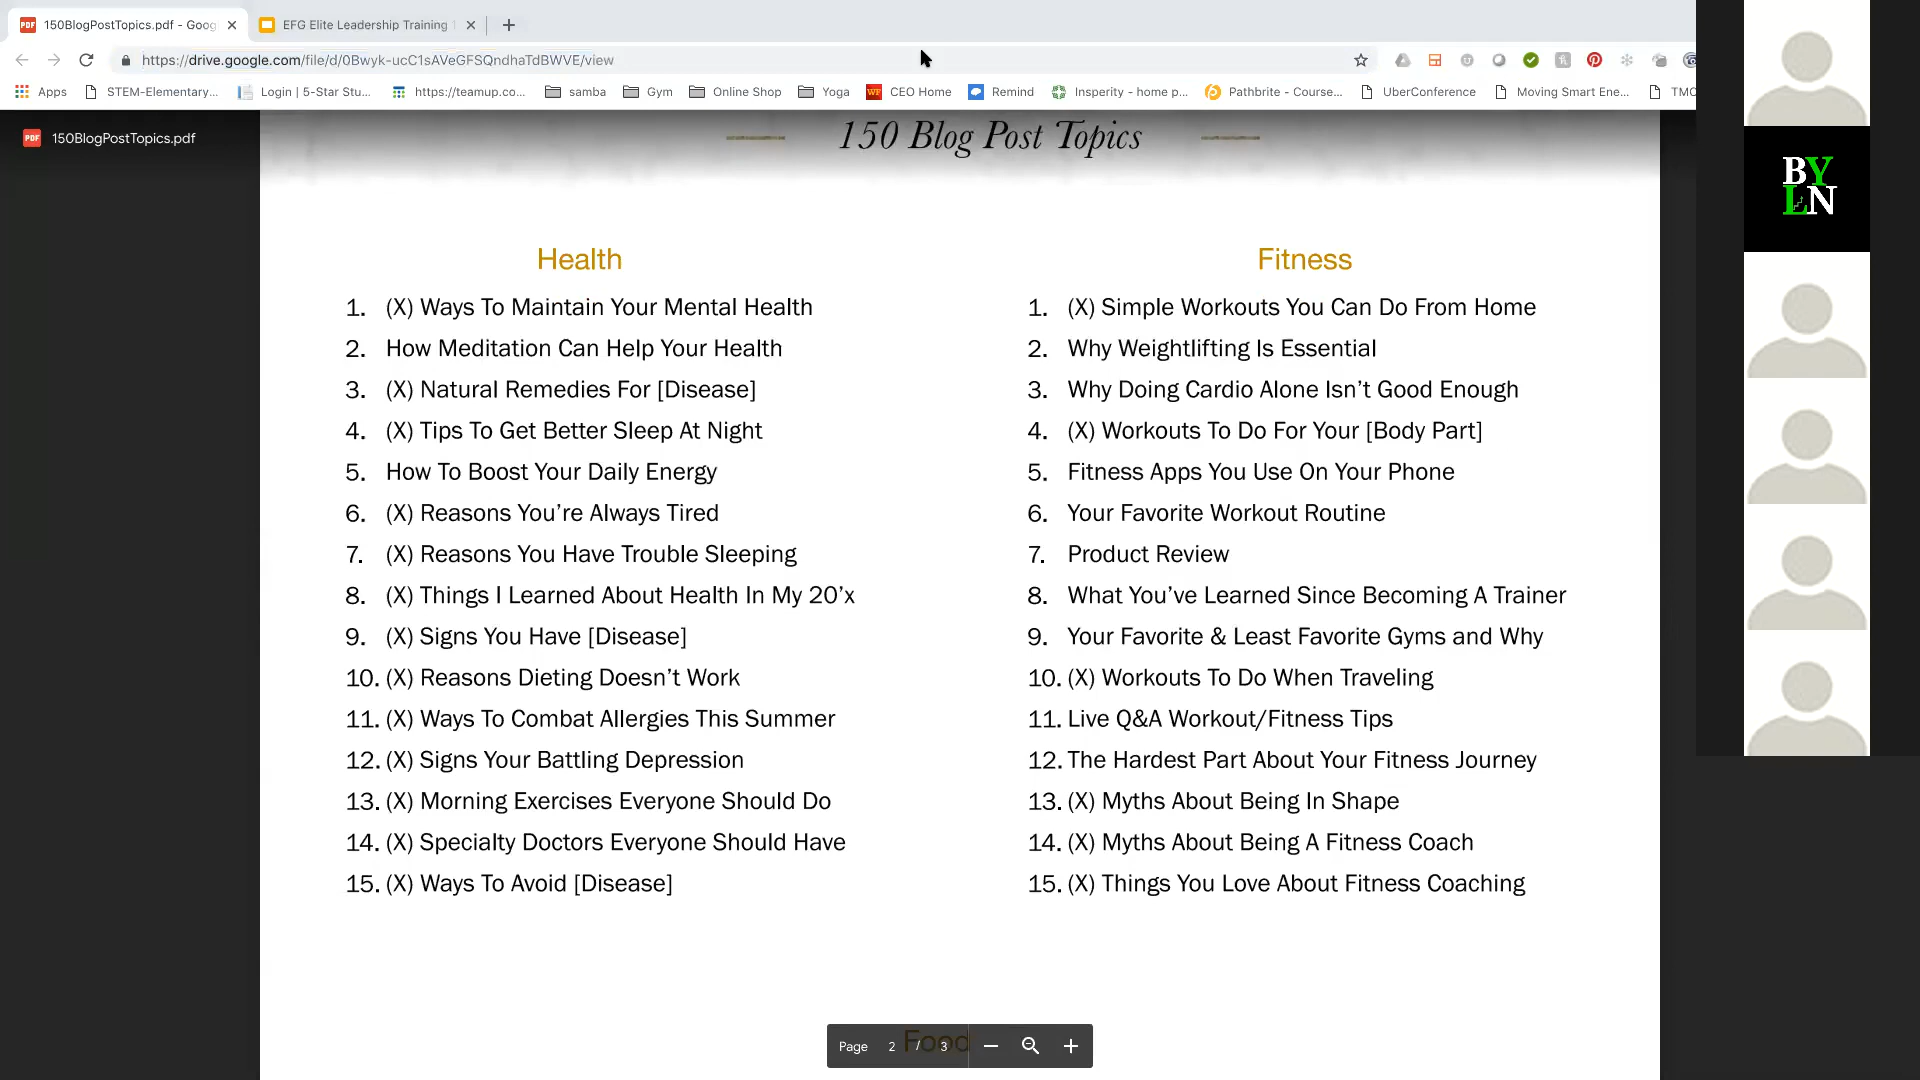 150BlogPostTopics.pdf - Goog
EFG Elite Leadership Training
https://drive.google.com/file/d/0Bwyk-ucC1sAVeGFSQndhaTdBWVE/view
Apps
STEM-Elementary...
Login | 5-Star Stu...
https://teamup.co...
samba
Gym
Online Shop
Yoga
WF CEO Home
Remind
Insperity - home p...
Pathbrite - Course...
UberConference
Moving Smart Ene...
TMC
PDF 150BlogPostTopics.pdf
150 Blog Post Topics
BY
LN
Health
1. (X) Ways To Maintain Your Mental Health
2. How Meditation Can Help Your Health
3. (X) Natural Remedies For [Disease]
4. (X) Tips To Get Better Sleep At Night
5. How To Boost Your Daily Energy
6. (X) Reasons You’re Always Tired
7. (X) Reasons You Have Trouble Sleeping
8. (X) Things I Learned About Health In My 20’x
9. (X) Signs You Have [Disease]
10. (X) Reasons Dieting Doesn’t Work
11. (X) Ways To Combat Allergies This Summer
12. (X) Signs Your Battling Depression
13. (X) Morning Exercises Everyone Should Do
14. (X) Specialty Doctors Everyone Should Have
15. (X) Ways To Avoid [Disease]
Fitness
1. (X) Simple Workouts You Can Do From Home
2. Why Weightlifting Is Essential
3. Why Doing Cardio Alone Isn’t Good Enough
4. (X) Workouts To Do For Your [Body Part]
5. Fitness Apps You Use On Your Phone
6. Your Favorite Workout Routine
7. Product Review
8. What You’ve Learned Since Becoming A Trainer
9. Your Favorite & Least Favorite Gyms and Why
10. (X) Workouts To Do When Traveling
11. Live Q&A Workout/Fitness Tips
12. The Hardest Part About Your Fitness Journey
13. (X) Myths About Being In Shape
14. (X) Myths About Being A Fitness Coach
15. (X) Things You Love About Fitness Coaching
Food
Page 2 / 3